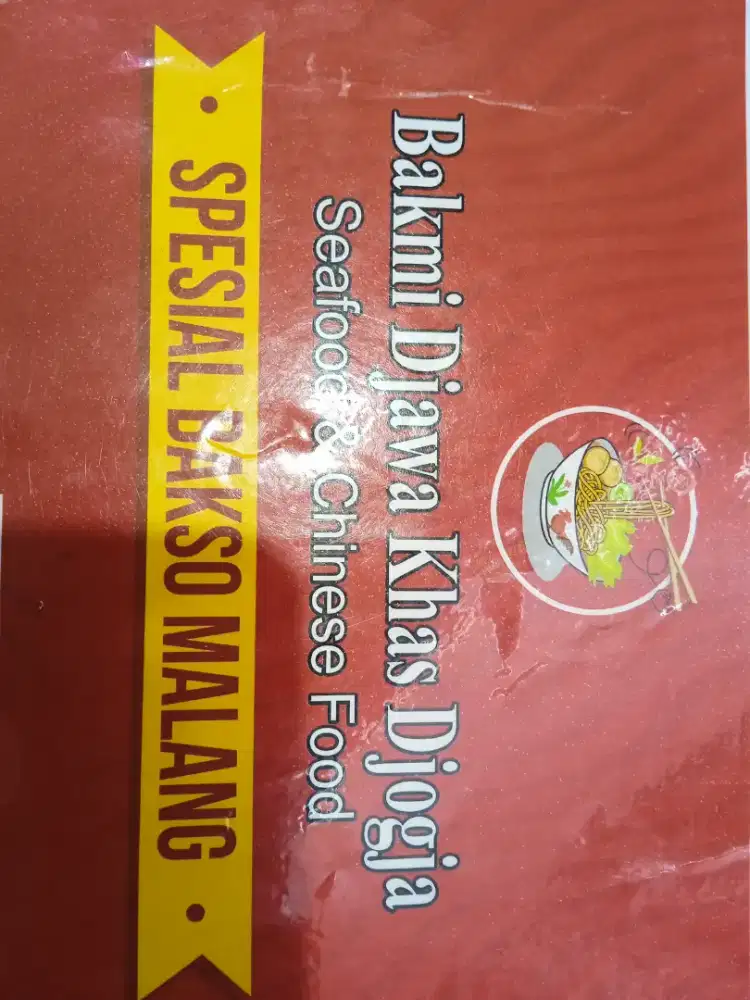 Bakmi Djawa Khas Djogja
Seafood & Chinese Food
SPESIAL BAKSO MALANG